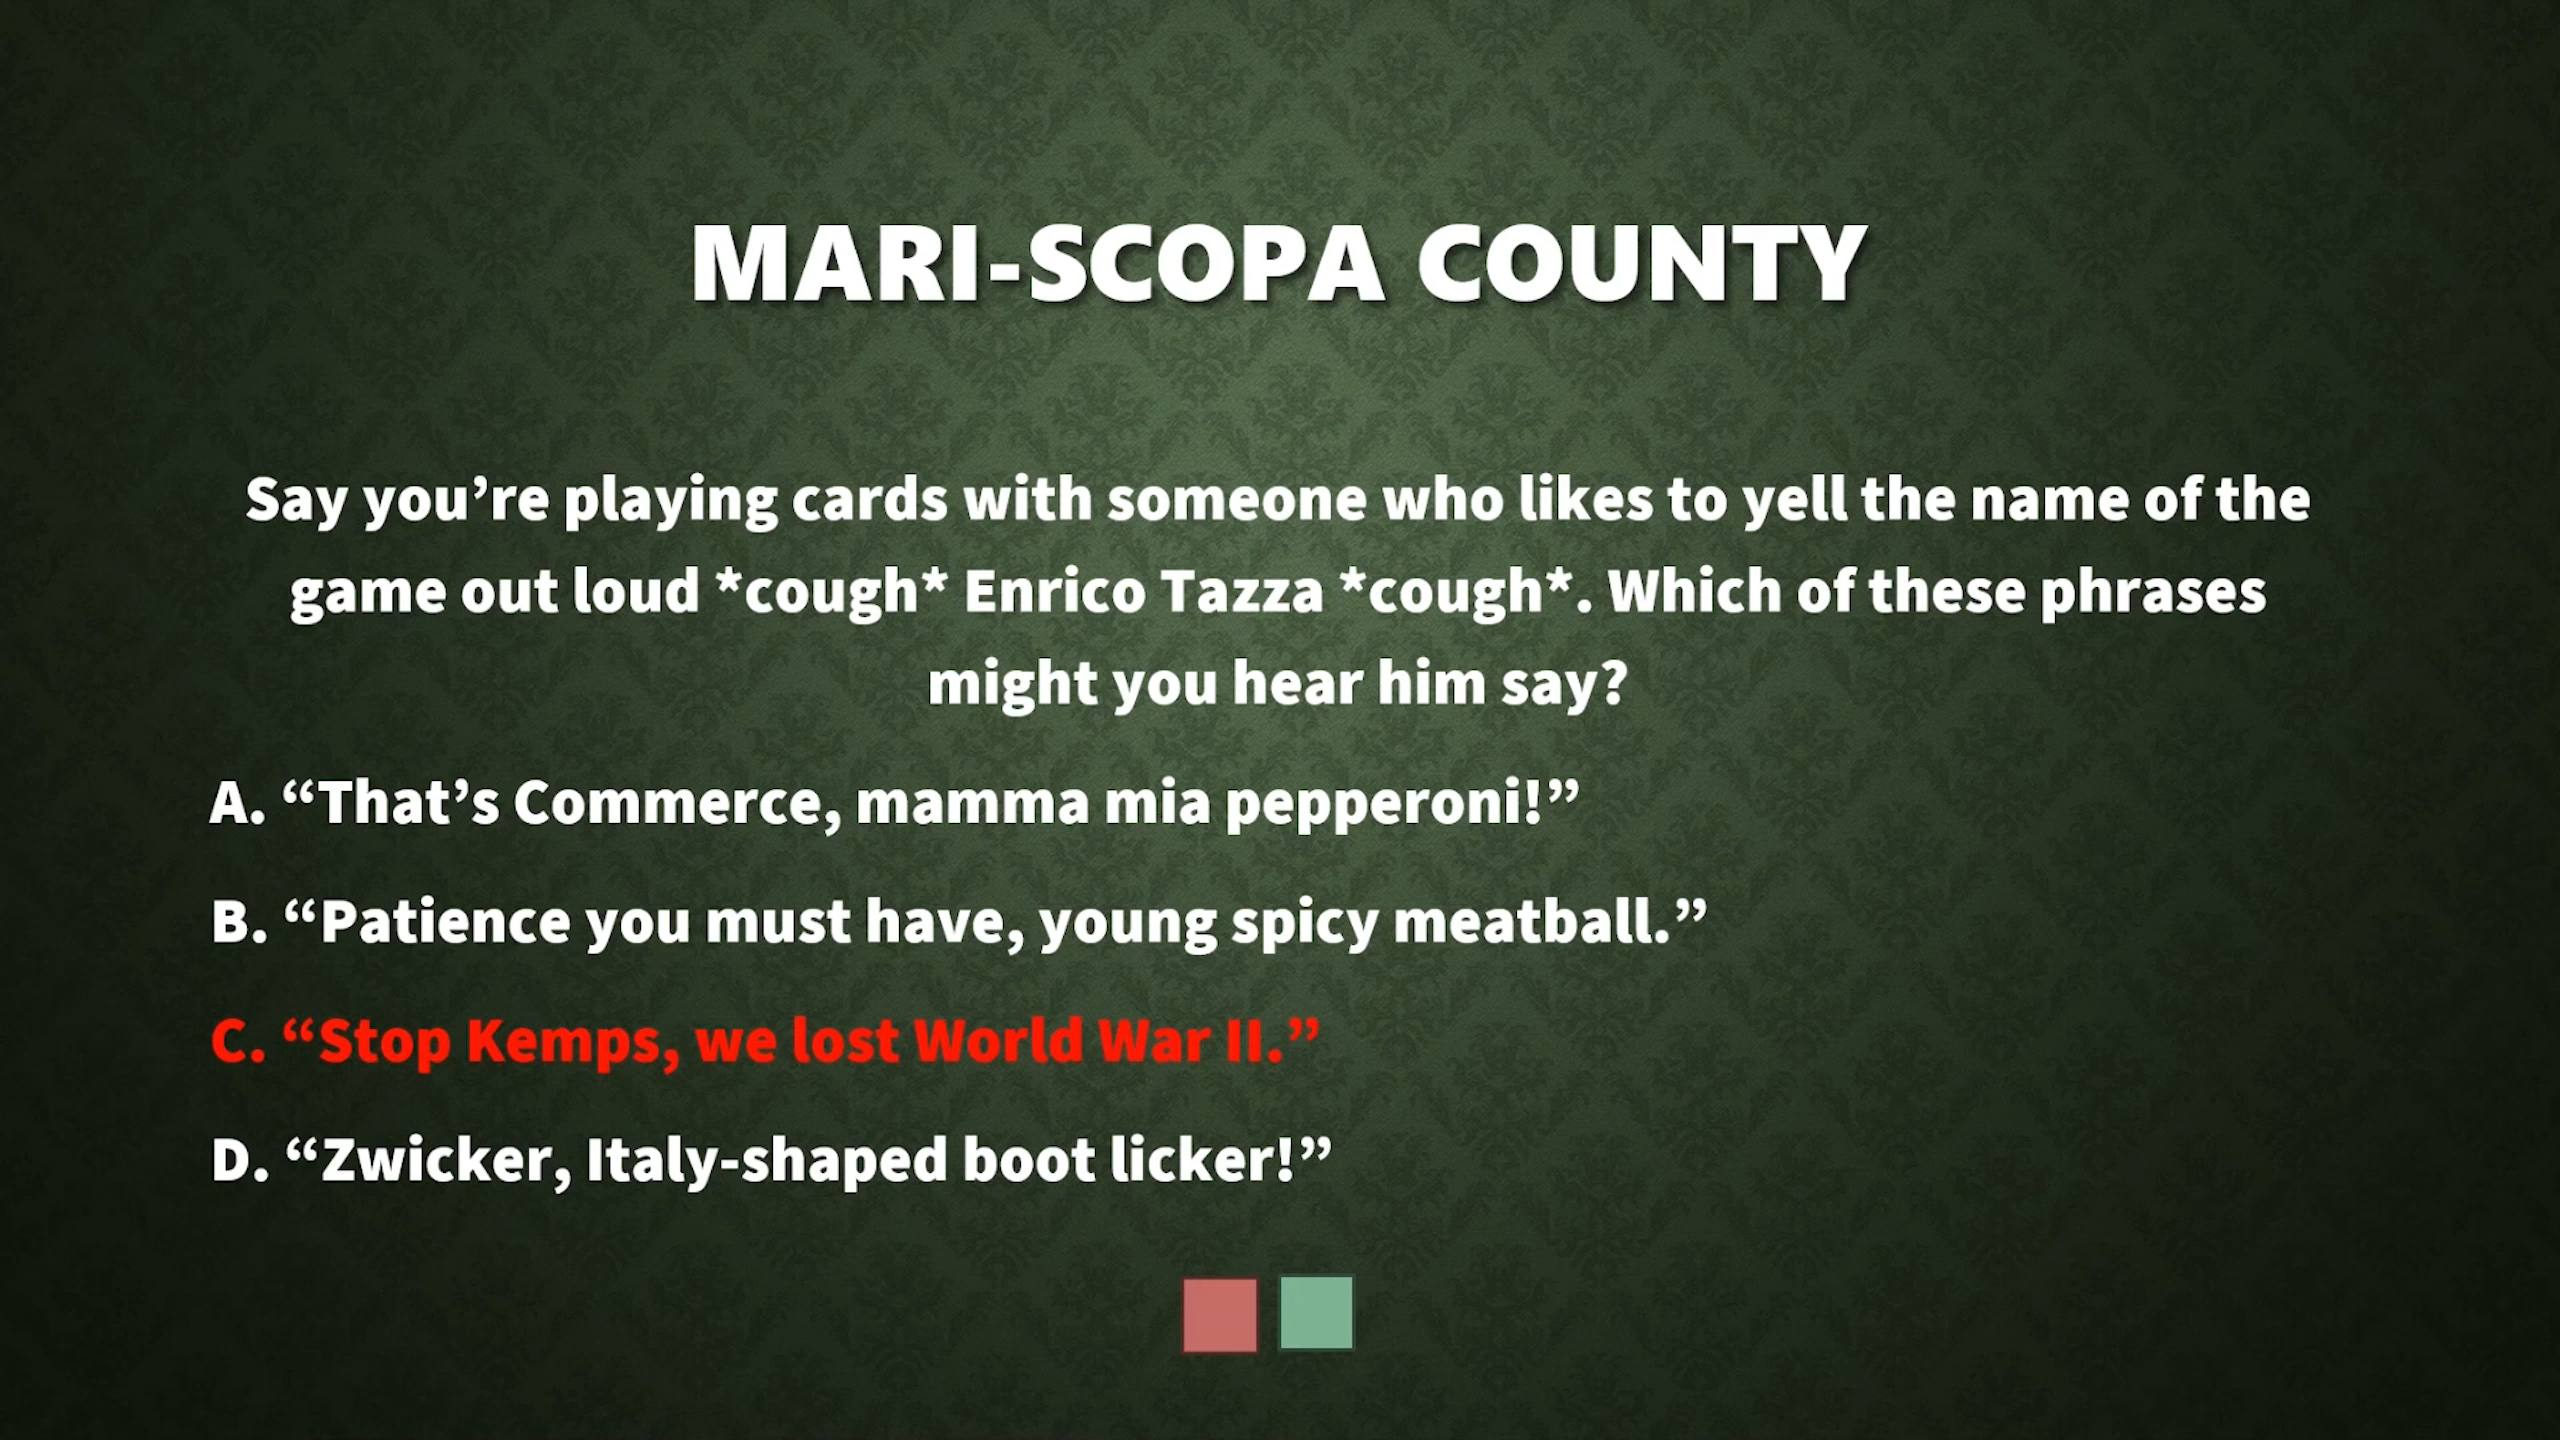 MARI-SCOPA COUNTY
Say you’re playing cards with someone who likes to yell the name of the
game out loud *cough* Enrico Tazza *cough*. Which of these phrases
might you hear him say?
A. “That’s Commerce, mamma mia pepperoni!”
B. “Patience you must have, young spicy meatball.”
C. “Stop Kemps, we lost World War II.”
D. “Zwicker, Italy-shaped boot licker!”